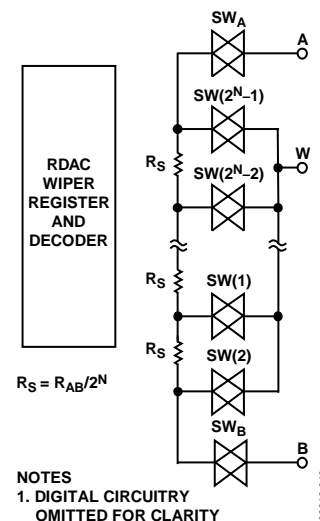 SWA
A
SW(2N–1)
W
RS
SW(2N–2)
RDAC
WIPER
REGISTER
AND
DECODER
RS
SW(1)
RS
SW(2)
RS = RAB/2N
SWB
B
NOTES
1. DIGITAL CIRCUITRY
OMITTED FOR CLARITY